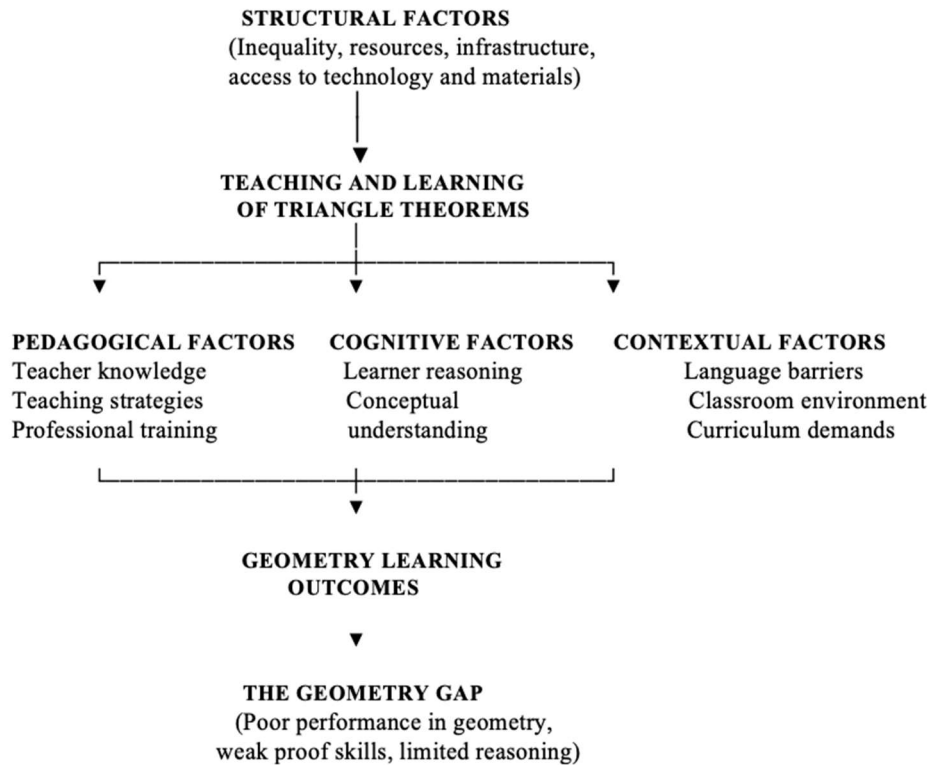 STRUCTURAL FACTORS
(Inequality, resources, infrastructure,
access to technology and materials)
TEACHING AND LEARNING
OF TRIANGLE THEOREMS
PEDAGOGICAL FACTORS
Teacher knowledge
Teaching strategies
Professional training
COGNITIVE FACTORS
Learner reasoning
Conceptual
understanding
CONTEXTUAL FACTORS
Language barriers
Classroom environment
Curriculum demands
GEOMETRY LEARNING
OUTCOMES
THE GEOMETRY GAP
(Poor performance in geometry,
weak proof skills, limited reasoning)